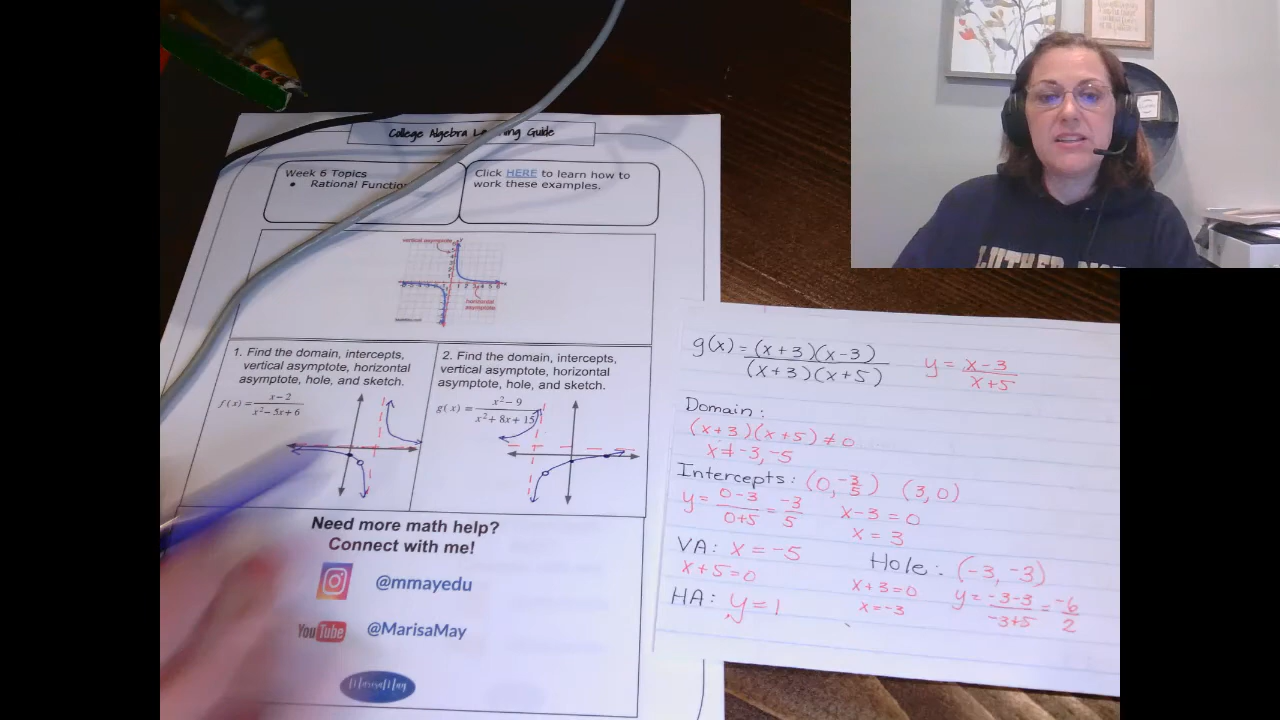 College Algebra Learning Guide
Week 6 Topics
• Rational Function
Click HERE to learn how to
work these examples.
vertical asymptote
horizontal
asymptote
1. Find the domain, intercepts,
vertical asymptote, horizontal
asymptote, hole, and sketch.
f(x) = x − 2 / x² − 5x + 6
2. Find the domain, intercepts,
vertical asymptote, horizontal
asymptote, hole, and sketch.
g(x) = x² − 9 / x² + 8x + 15
Need more math help?
Connect with me!
@mmayedu
YouTube @MarisaMay
MarisaMay
g(x) = (x+3)(x-3) / (x+3)(x+5) y = x-3 / x+5
Domain:
(x+3)(x+5) ≠ 0
x ≠ -3, -5
Intercepts: (0, -3/5) (3, 0)
y = 0-3 / 0+5 = -3/5 x-3 = 0
x = 3
VA: x = -5
x+5 = 0
HA: y = 1
Hole: (-3, -3)
x+3 = 0
x = -3
y = -3-3 / -3+5 = -6/2
LUTHER